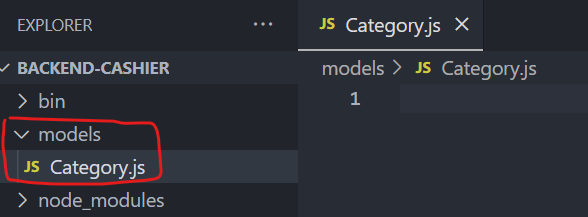 EXPLORER ...
BACKEND-CASHIER
bin
models
JS Category.js
node_modules
JS Category.js
models > JS Category.js
1